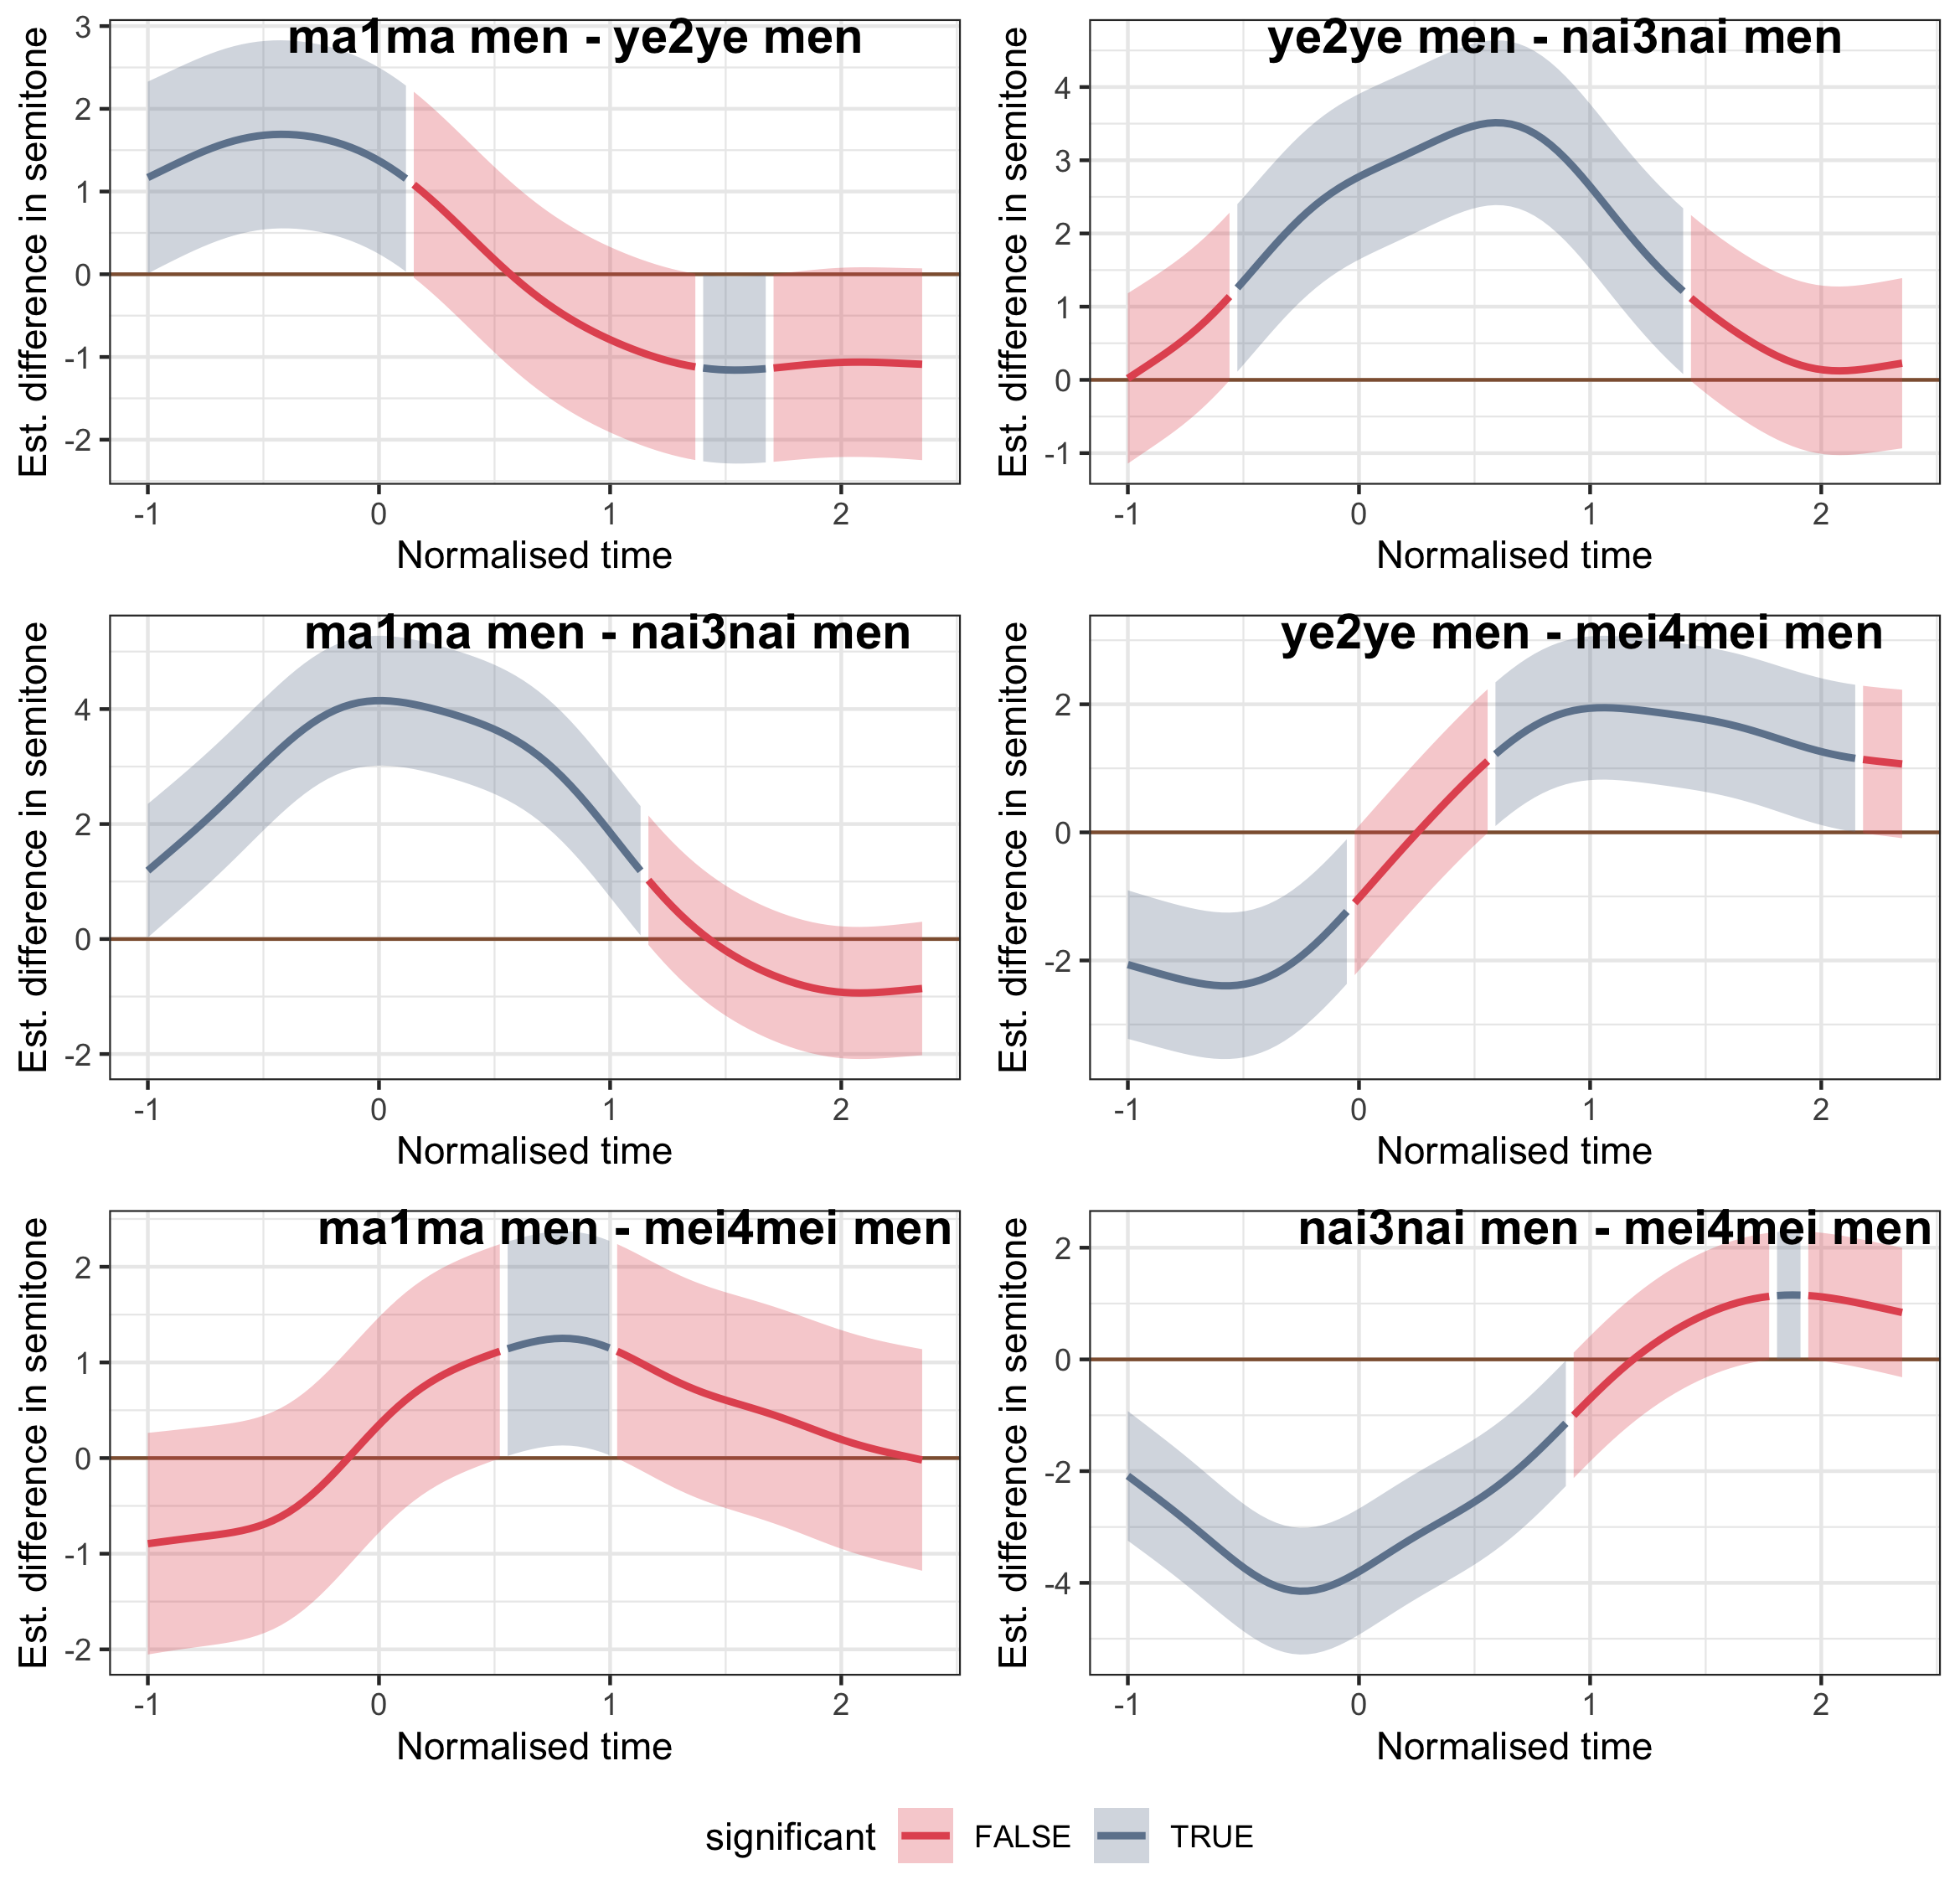 ma1ma men - ye2ye men
Est. difference in semitone
3
2
1
0
-1
-2
-1 0 1 2
Normalised time
ye2ye men - nai3nai men
Est. difference in semitone
4
3
2
1
0
-1
-1 0 1 2
Normalised time
ma1ma men - nai3nai men
Est. difference in semitone
4
2
0
-2
-1 0 1 2
Normalised time
ye2ye men - mei4mei men
Est. difference in semitone
2
0
-2
-1 0 1 2
Normalised time
ma1ma men - mei4mei men
Est. difference in semitone
2
1
0
-1
-2
-1 0 1 2
Normalised time
nai3nai men - mei4mei men
Est. difference in semitone
2
0
-2
-4
-1 0 1 2
Normalised time
significant FALSE TRUE